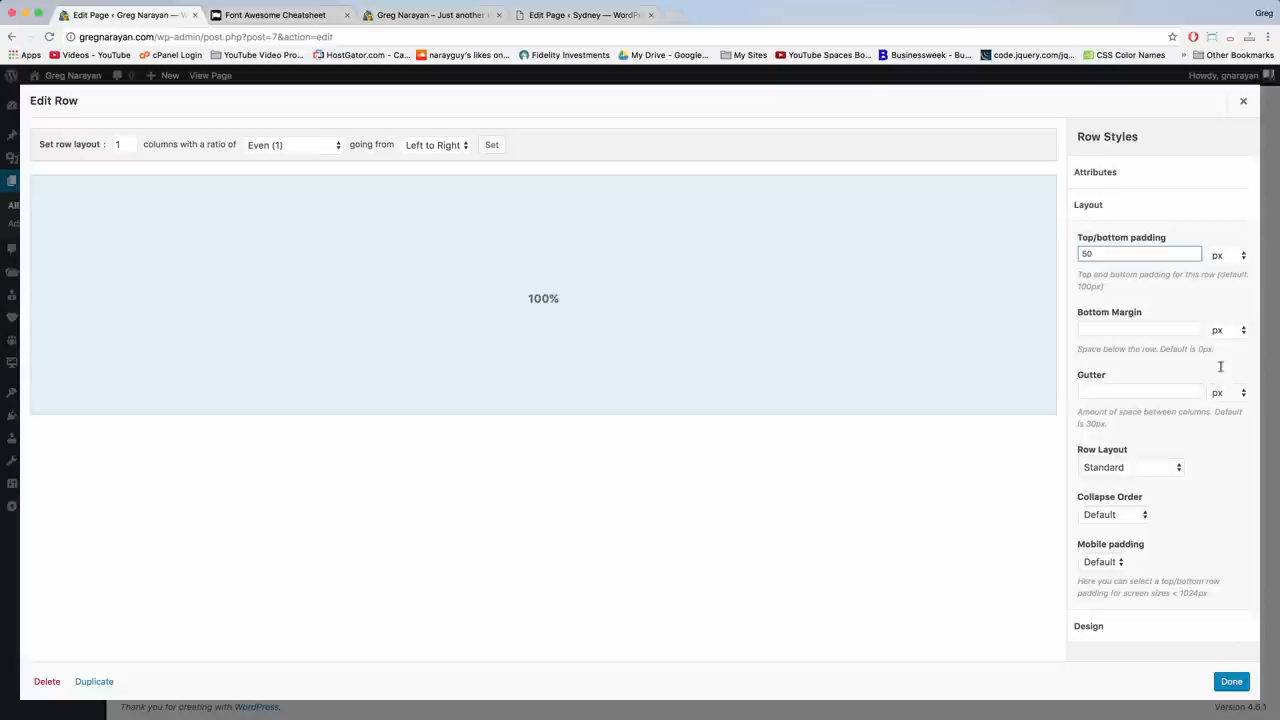 Edit Page ‹ Greg Narayan — W
Font Awesome Cheatsheet
Greg Narayan – Just another w
Edit Page ‹ Sydney — WordPr
Greg
gregnarayan.com/wp-admin/post.php?post=7&action=edit
Apps
Videos - YouTube
cPanel Login
YouTube Video Pro...
HostGator.com - Ca...
narayguy's likes on...
Fidelity Investments
My Drive - Google...
My Sites
YouTube Spaces Bo...
Businessweek - Bu...
code.jquery.com/jq...
CSS Color Names
»
Other Bookmarks
Greg Narayan
0
New
View Page
Howdy, gnarayan
Edit Row
Set row layout :
1
columns with a ratio of
Even (1)
going from
Left to Right
Set
Row Styles
Attributes
All
Layout
Ad
Top/bottom padding
50
px
Top and bottom padding for this row [default:
100px]
100%
Bottom Margin
px
Space below the row. Default is 0px.
Gutter
px
Amount of space between columns. Default
is 30px.
Row Layout
Standard
Collapse Order
Default
Mobile padding
Default
Here you can select a top/bottom row
padding for screen sizes < 1024px
Design
Delete
Duplicate
Done
Thank you for creating with WordPress.
Version 4.6.1